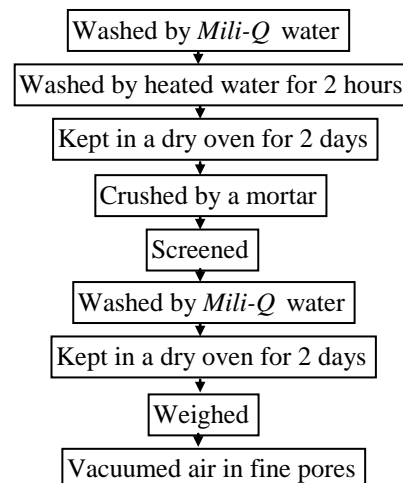 Washed by Mili-Q water
Washed by heated water for 2 hours
Kept in a dry oven for 2 days
Crushed by a mortar
Screened
Washed by Mili-Q water
Kept in a dry oven for 2 days
Weighed
Vacuumed air in fine pores